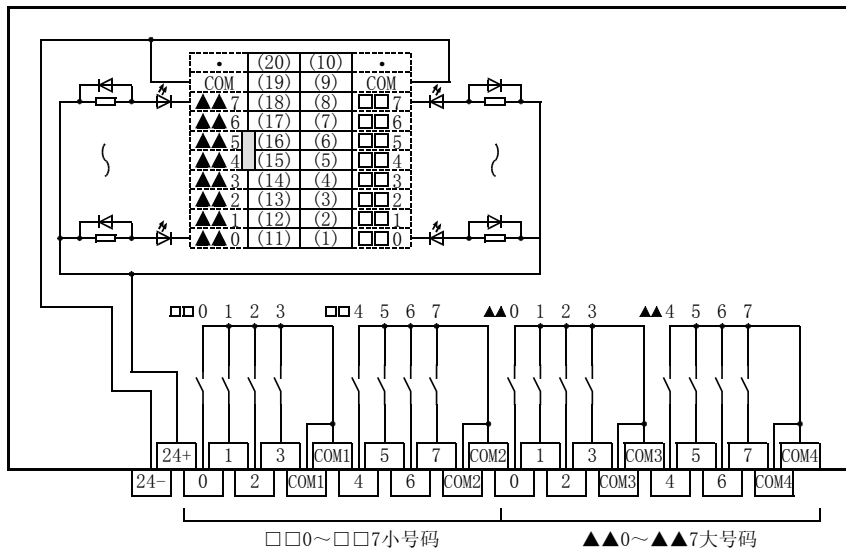 • (20) (10) •
COM (19) (9) COM
▲▲7 (18) (8) □□7
▲▲6 (17) (7) □□6
▲▲5 (16) (6) □□5
▲▲4 (15) (5) □□4
▲▲3 (14) (4) □□3
▲▲2 (13) (3) □□2
▲▲1 (12) (2) □□1
▲▲0 (11) (1) □□0
□□0 1 2 3 □□4 5 6 7 ▲▲0 1 2 3 ▲▲4 5 6 7
24+ 1 3 COM1 5 7 COM2 1 3 COM3 5 7 COM4
24− 0 2 COM1 4 6 COM2 0 2 COM3 4 6 COM4
□□0～□□7小号码 ▲▲0～▲▲7大号码